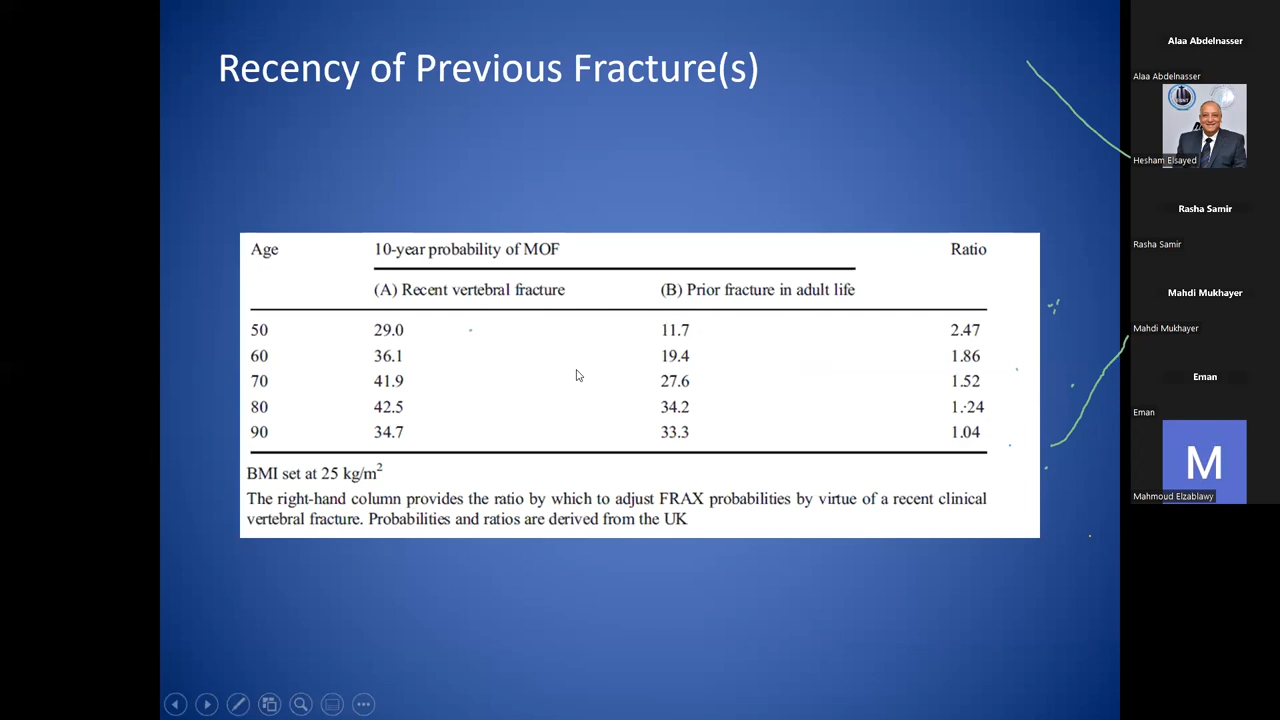 Recency of Previous Fracture(s)
Age 10-year probability of MOF Ratio
(A) Recent vertebral fracture (B) Prior fracture in adult life
50 29.0 11.7 2.47
60 36.1 19.4 1.86
70 41.9 27.6 1.52
80 42.5 34.2 1.24
90 34.7 33.3 1.04
BMI set at 25 kg/m²
The right-hand column provides the ratio by which to adjust FRAX probabilities by virtue of a recent clinical
vertebral fracture. Probabilities and ratios are derived from the UK
Alaa Abdelnasser
Alaa Abdelnasser
Hesham Elsayed
Rasha Samir
Rasha Samir
Mahdi Mukhayer
Mahdi Mukhayer
Eman
Eman
M
Mahmoud Elzablawy